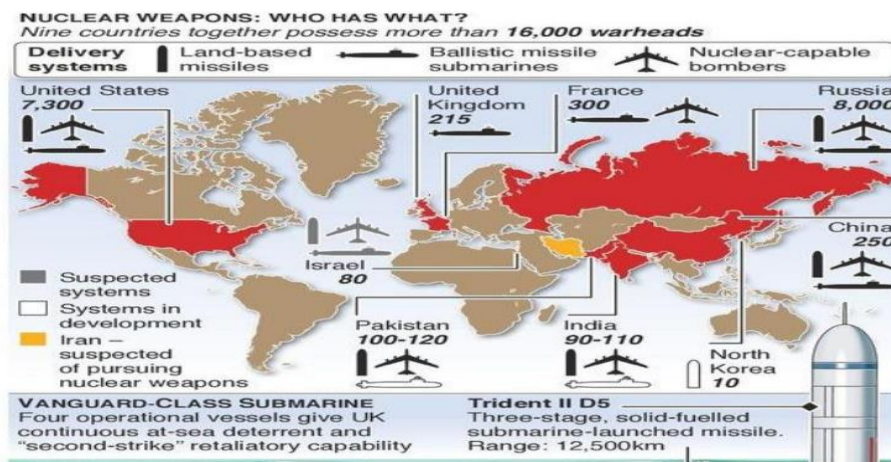 NUCLEAR WEAPONS: WHO HAS WHAT?
Nine countries together possess more than 16,000 warheads
Delivery systems
Land-based missiles
Ballistic missile submarines
Nuclear-capable bombers
United States
7,300
United
Kingdom
215
France
300
Russia
8,000
China
250
Israel
80
Suspected
systems
Systems in
development
Iran –
suspected
of pursuing
nuclear weapons
Pakistan
100-120
India
90-110
North
Korea
10
VANGUARD-CLASS SUBMARINE
Four operational vessels give UK
continuous at-sea deterrent and
“second-strike” retaliatory capability
Trident II D5
Three-stage, solid-fuelled
submarine-launched missile.
Range: 12,500km